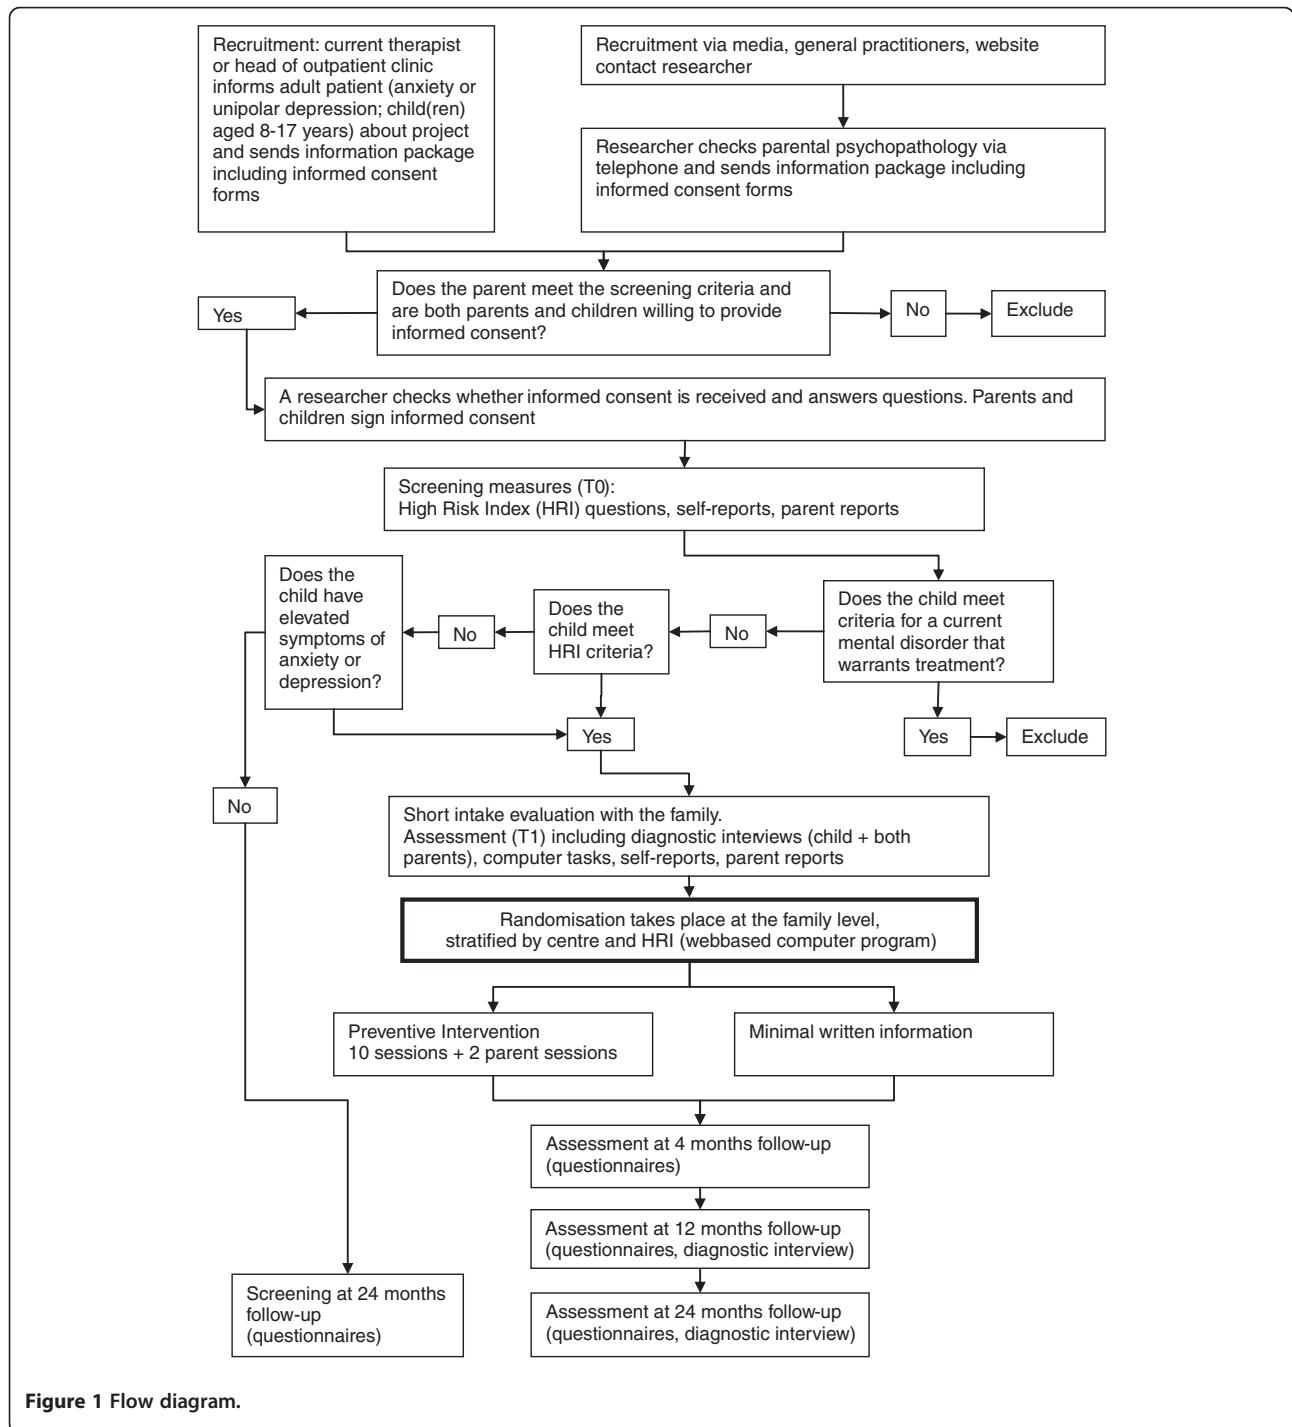 Recruitment: current therapist
or head of outpatient clinic
informs adult patient (anxiety or
unipolar depression; child(ren)
aged 8-17 years) about project
and sends information package
including informed consent
forms
Recruitment via media, general practitioners, website
contact researcher
Researcher checks parental psychopathology via
telephone and sends information package including
informed consent forms
Does the parent meet the screening criteria and
are both parents and children willing to provide
informed consent?
Yes
No
Exclude
A researcher checks whether informed consent is received and answers questions. Parents and
children sign informed consent
Screening measures (T0):
High Risk Index (HRI) questions, self-reports, parent reports
Does the
child have
elevated
symptoms of
anxiety or
depression?
No
Does the
child meet
HRI criteria?
No
Does the child meet
criteria for a current
mental disorder that
warrants treatment?
Yes
Yes
Exclude
No
Short intake evaluation with the family.
Assessment (T1) including diagnostic interviews (child + both
parents), computer tasks, self-reports, parent reports
Randomisation takes place at the family level,
stratified by centre and HRI (webbased computer program)
Preventive Intervention
10 sessions + 2 parent sessions
Minimal written information
Assessment at 4 months follow-up
(questionnaires)
Assessment at 12 months follow-up
(questionnaires, diagnostic interview)
Screening at 24 months
follow-up
(questionnaires)
Assessment at 24 months follow-up
(questionnaires, diagnostic interview)
Figure 1 Flow diagram.